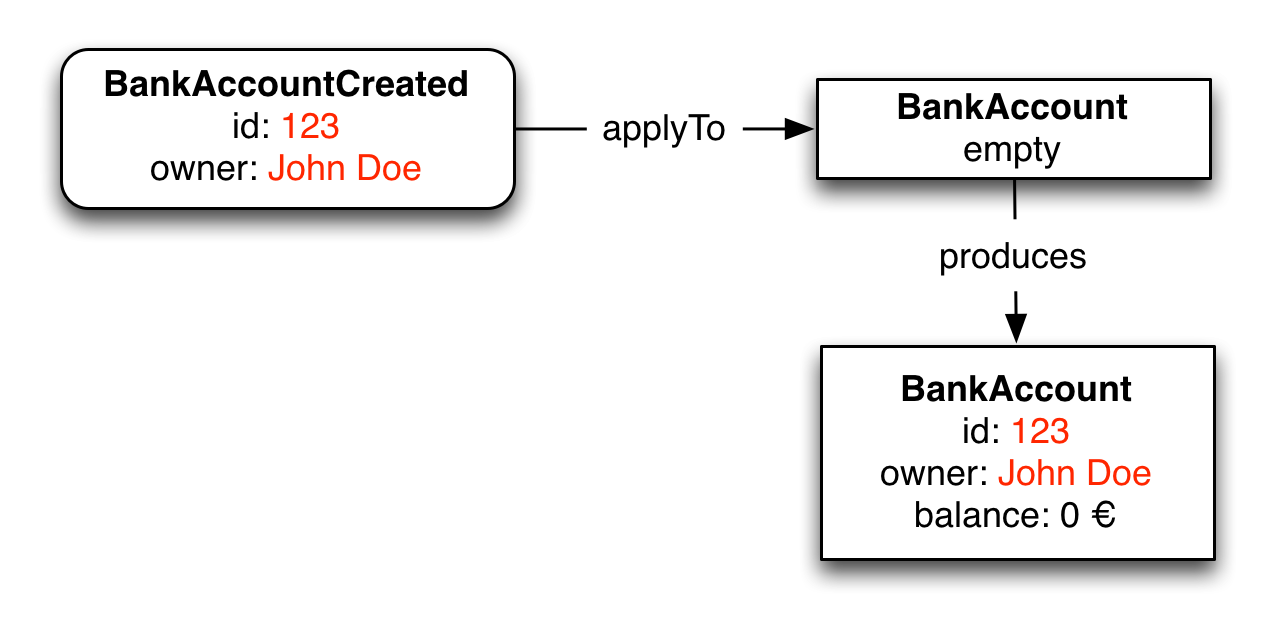 BankAccountCreated
id: 123
owner: John Doe
applyTo
BankAccount
empty
produces
BankAccount
id: 123
owner: John Doe
balance: 0 €